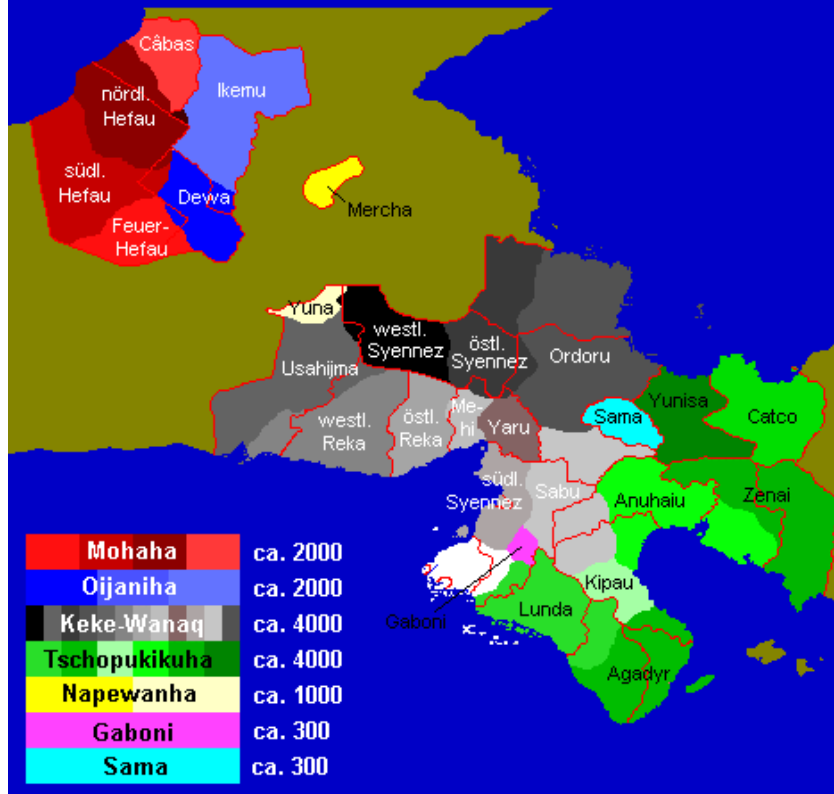 Câbas
nördl.
Hefau
Ikemu
südl.
Hefau
Dewa
Mercha
Feuer-
Hefau
Yuna
westl.
Syennez
östl.
Syennez
Ordoru
Usahijma
westl.
Reka
östl.
Reka
Me-
hi
Yaru
Sama
Yunisa
Catco
südl.
Syennez
Sabu
Anuhaiu
Zenai
Kipau
Gaboni
Lunda
Agadyr
Mohaha ca. 2000
Oijaniha ca. 2000
Keke-Wanaq ca. 4000
Tschopukikuha ca. 4000
Napewanha ca. 1000
Gaboni ca. 300
Sama ca. 300